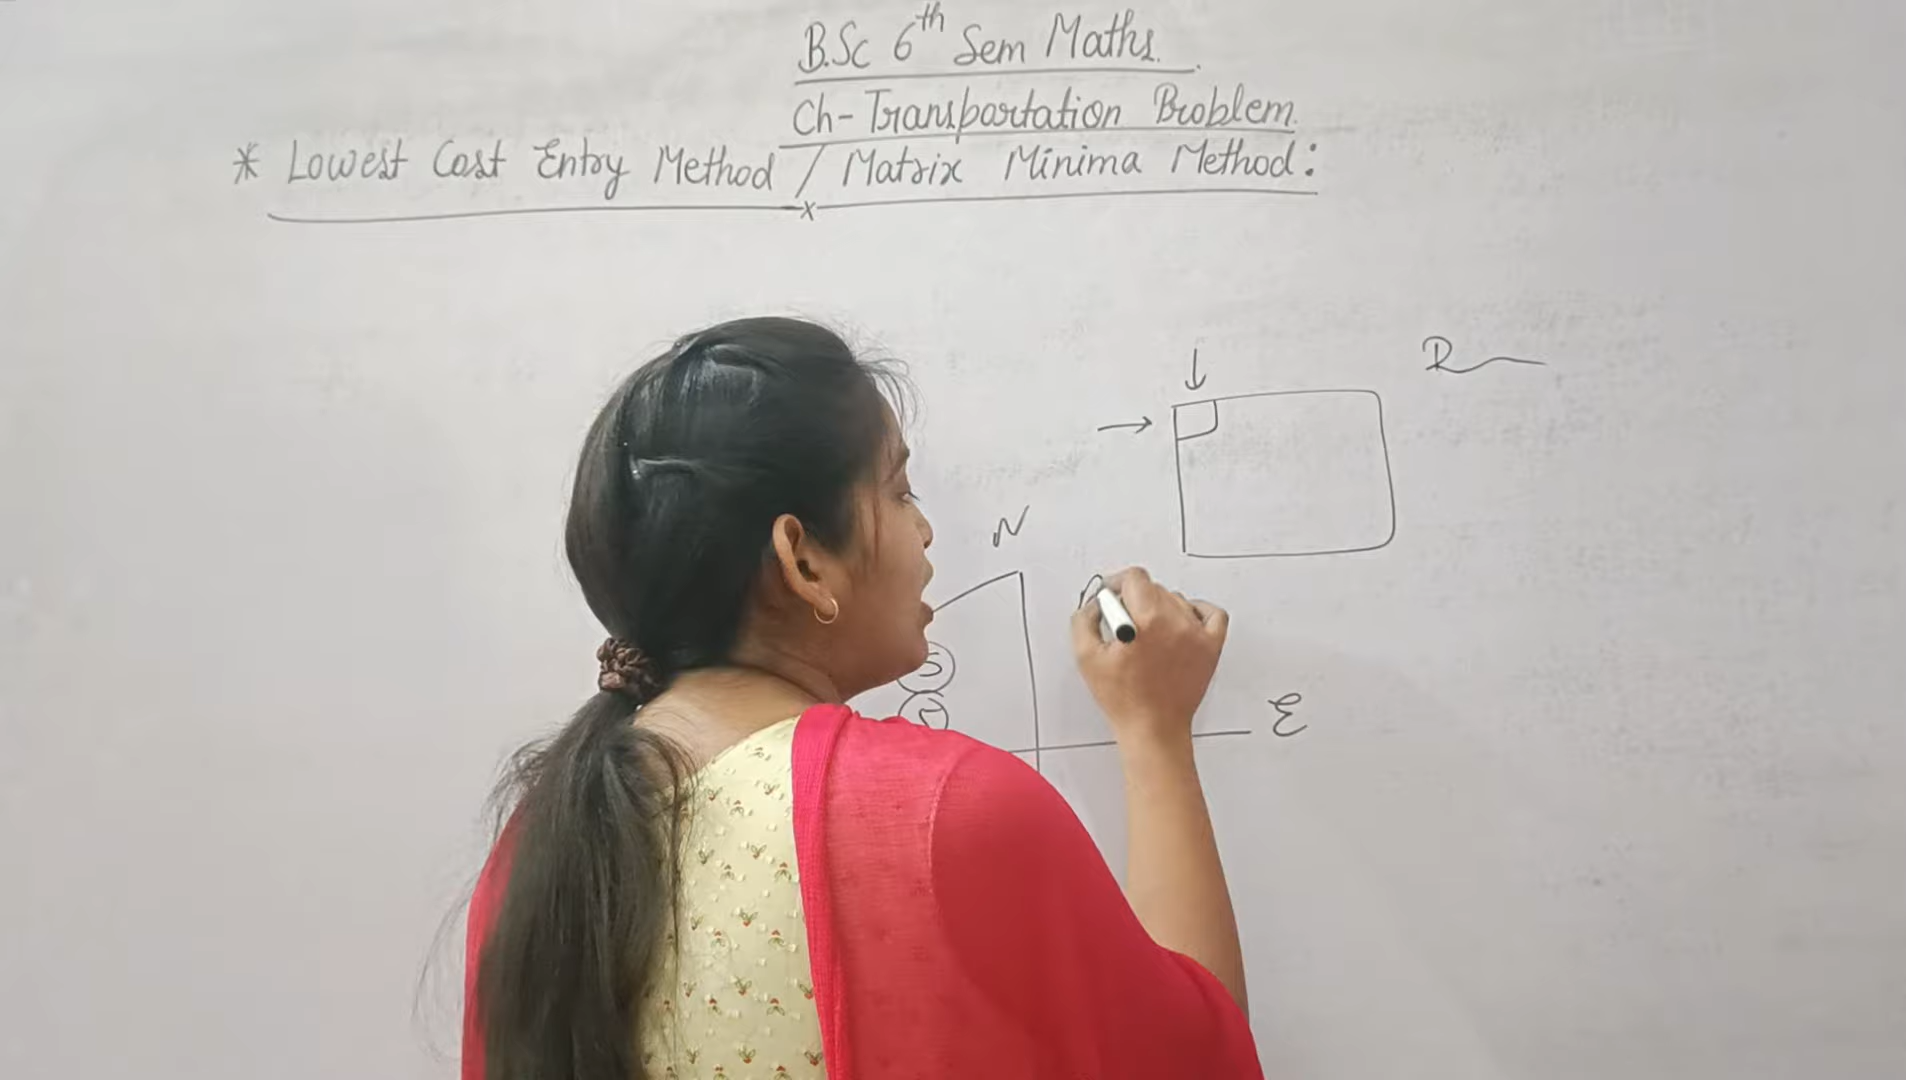 B.Sc 6th Sem Maths.
Ch- Transportation Problem.
* Lowest Cost Entry Method / Matrix Minima Method:
R
N
S
E